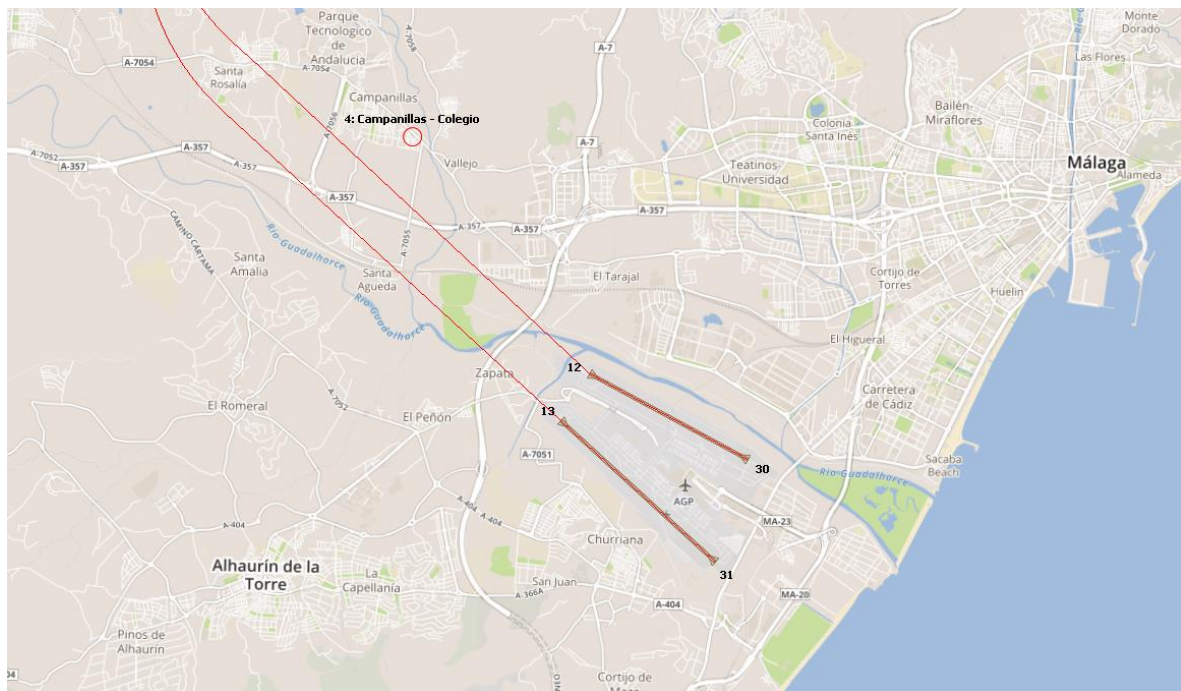 Parque
Tecnologico
de
Andalucia
A-7058
A-7
Monte
Dorado
Las Flores
A-7054
Santa
Rosalía
A-7054
Campanillas
A-7056
4: Campanillas - Colegio
Bailén-
Miraflores
Colonia
Santa Inés
A-7052
A-357
A-357
A-7
Vallejo
Teatinos-
Universidad
Málaga
Alameda
A-357
A-357
A-357
A-357
A-357
CAMINO CÁRTAMA
Río Guadalhorce
A-7055
Santa
Amalia
Santa
Agueda
El Tarajal
Cortijo de
Torres
Huelin
Río Guadalhorce
El Higueral
Zapata
12
Carretera
de Cádiz
El Romeral
A-7052
El Peñón
13
A-7051
30
Sacaba
Beach
Río Guadalhorce
AGP
A-404
A-404
MA-23
Churriana
Alhaurín de la
Torre
La
Capellanía
San Juan
31
A-366A
A-404
MA-20
Pinos de
Alhaurín
04
NEO
Cortijo de